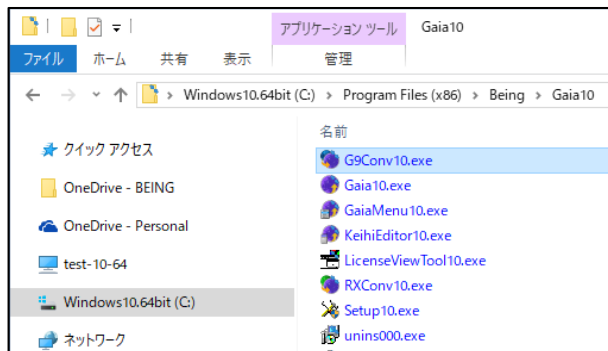 アプリケーション ツール Gaia10
ファイル ホーム 共有 表示 管理
Windows10.64bit (C:) > Program Files (x86) > Being > Gaia10
名前
クイック アクセス
G9Conv10.exe
OneDrive - BEING
Gaia10.exe
GaiaMenu10.exe
OneDrive - Personal
KeihiEditor10.exe
test-10-64
LicenseViewTool10.exe
RXConv10.exe
Windows10.64bit (C:)
Setup10.exe
ネットワーク
unins000.exe